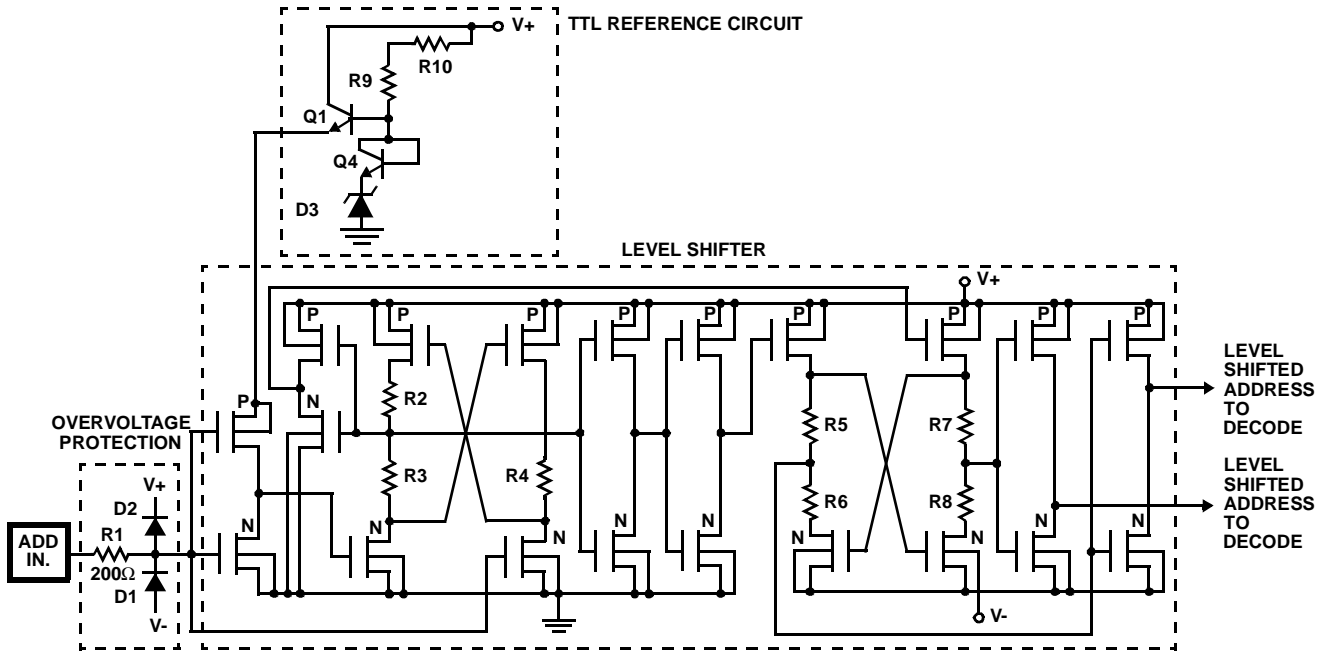 TTL REFERENCE CIRCUIT
V+
R10
R9
Q1
Q4
D3
LEVEL SHIFTER
V+
P
P
P
P
P
P
P
P
P
LEVEL
SHIFTED
ADDRESS
TO
DECODE
OVERVOLTAGE
PROTECTION
P
N
R2
R5
R7
R3
R4
R6
R8
LEVEL
SHIFTED
ADDRESS
TO
DECODE
V+
D2
R1
200Ω
D1
V-
ADD
IN.
N
N
N
N
N
N
N
N
N
V-